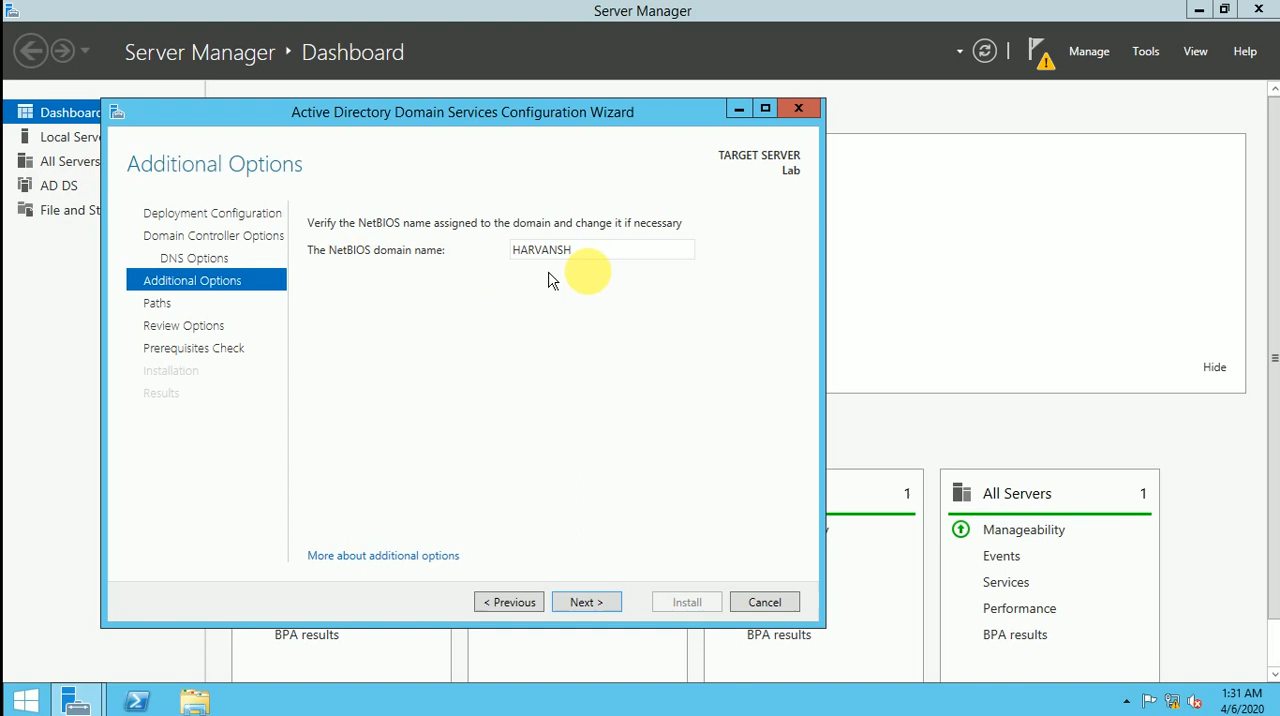 Server Manager
Server Manager • Dashboard
Manage Tools View Help
Dashboard
Local Serv
All Servers
AD DS
File and St
Active Directory Domain Services Configuration Wizard
Additional Options
TARGET SERVER
Lab
Deployment Configuration
Domain Controller Options
DNS Options
Additional Options
Paths
Review Options
Prerequisites Check
Installation
Results
Verify the NetBIOS name assigned to the domain and change it if necessary
The NetBIOS domain name: HARVANSH
More about additional options
< Previous Next > Install Cancel
Hide
1
All Servers 1
Manageability
Events
Services
Performance
BPA results
BPA results
BPA results
1:31 AM
4/6/2020